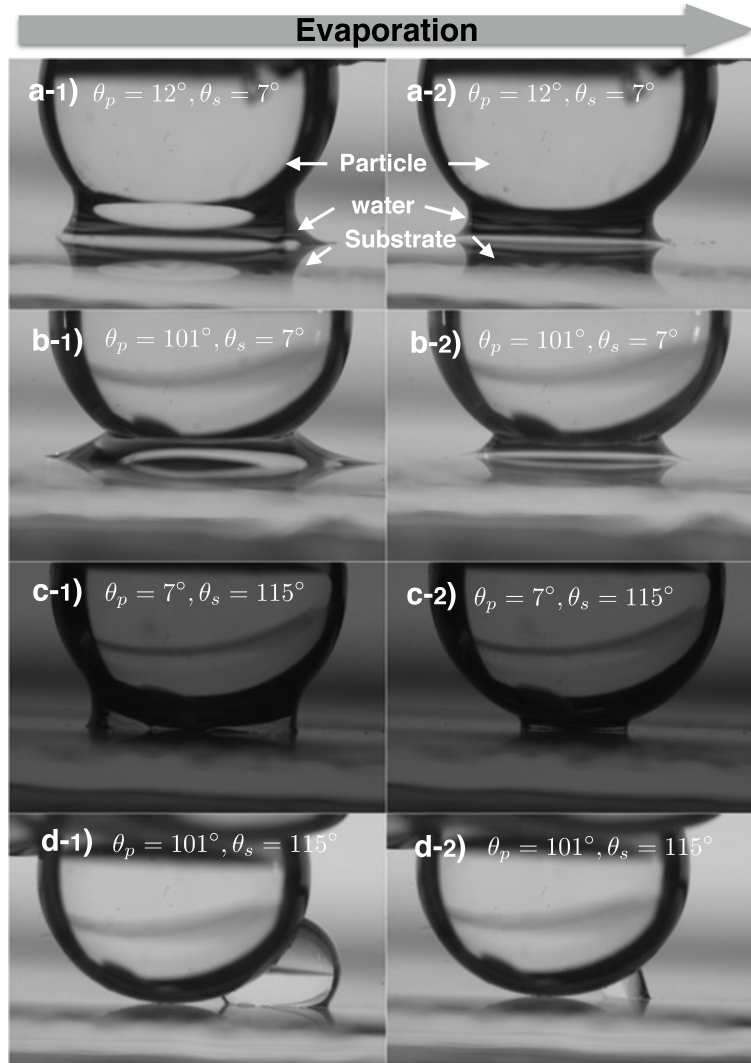 Evaporation
a-1) θp = 12°, θs = 7°
a-2) θp = 12°, θs = 7°
Particle
water
Substrate
b-1) θp = 101°, θs = 7°
b-2) θp = 101°, θs = 7°
c-1) θp = 7°, θs = 115°
c-2) θp = 7°, θs = 115°
d-1) θp = 101°, θs = 115°
d-2) θp = 101°, θs = 115°